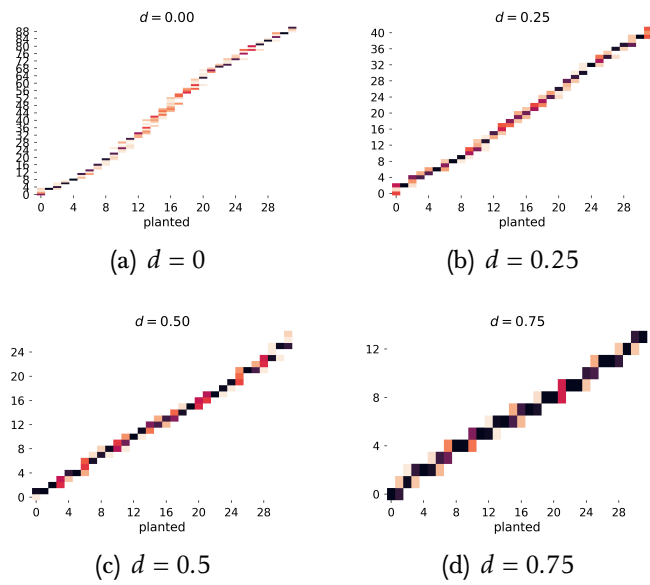 d = 0.00
88
80
76
72
68
64
60
56
52
48
44
40
36
32
28
24
20
16
12
8
4
0
0 4 8 12 16 20 24 28
planted
(a) d = 0
d = 0.25
40
36
32
28
24
20
16
12
8
4
0
0 4 8 12 16 20 24 28
planted
(b) d = 0.25
d = 0.50
24
20
16
12
8
4
0
0 4 8 12 16 20 24 28
planted
(c) d = 0.5
d = 0.75
12
8
4
0
0 4 8 12 16 20 24 28
planted
(d) d = 0.75